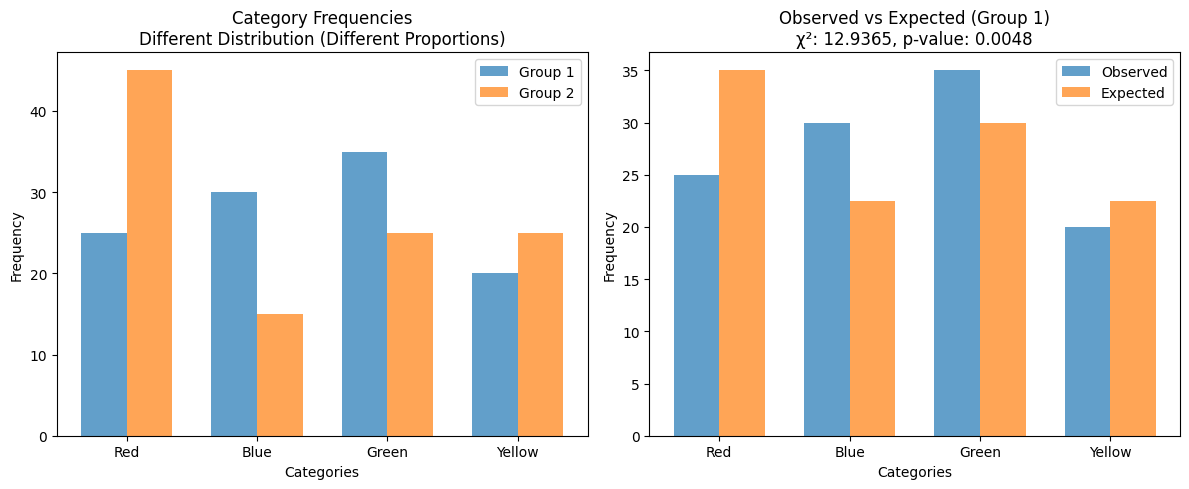 Category Frequencies
Different Distribution (Different Proportions)
Group 1
Group 2
40
30
20
10
0
Frequency
Red
Blue
Green
Yellow
Categories
Observed vs Expected (Group 1)
χ²: 12.9365, p-value: 0.0048
Observed
Expected
35
30
25
20
15
10
5
0
Frequency
Red
Blue
Green
Yellow
Categories